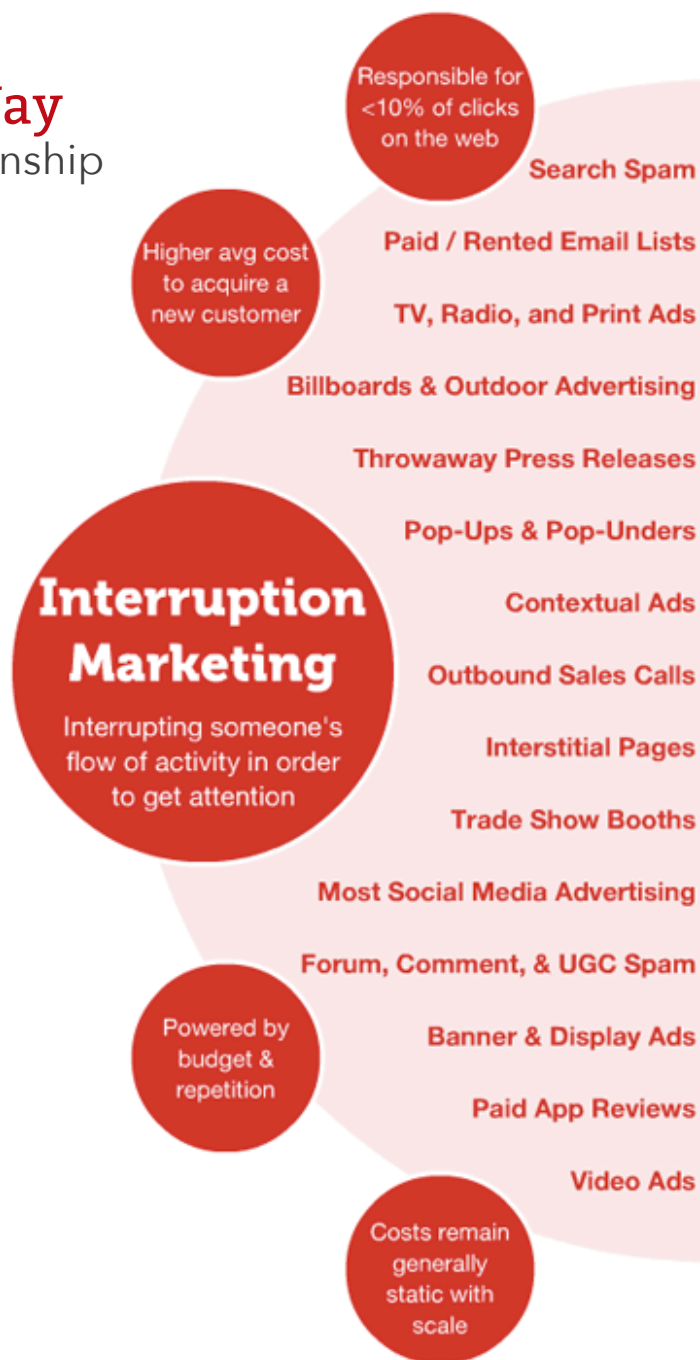 nship
Responsible for
<10% of clicks
on the web
Search Spam
Higher avg cost
to acquire a
new customer
Paid / Rented Email Lists
TV, Radio, and Print Ads
Billboards & Outdoor Advertising
Throwaway Press Releases
Pop-Ups & Pop-Unders
Interruption
Marketing
Interrupting someone's
flow of activity in order
to get attention
Contextual Ads
Outbound Sales Calls
Interstitial Pages
Trade Show Booths
Most Social Media Advertising
Forum, Comment, & UGC Spam
Powered by
budget &
repetition
Banner & Display Ads
Paid App Reviews
Video Ads
Costs remain
generally
static with
scale